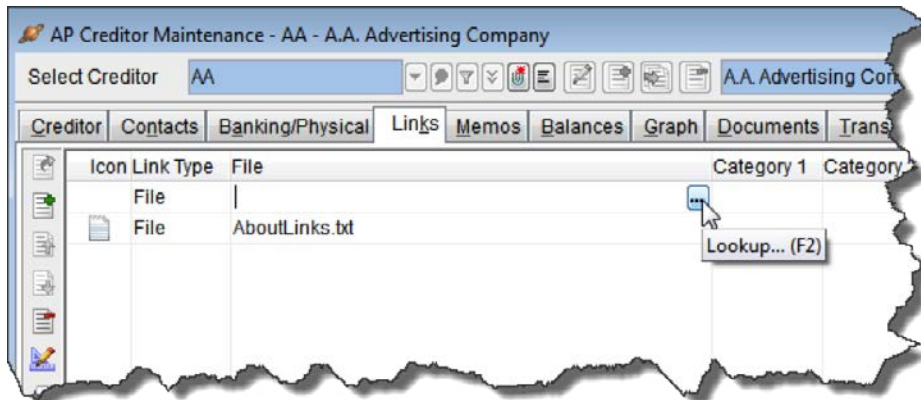 AP Creditor Maintenance - AA - A.A. Advertising Company
Select Creditor AA A.A. Advertising Con
Creditor Contacts Banking/Physical Links Memos Balances Graph Documents Trans
Icon Link Type File Category 1 Category
File
File AboutLinks.txt
Lookup... (F2)